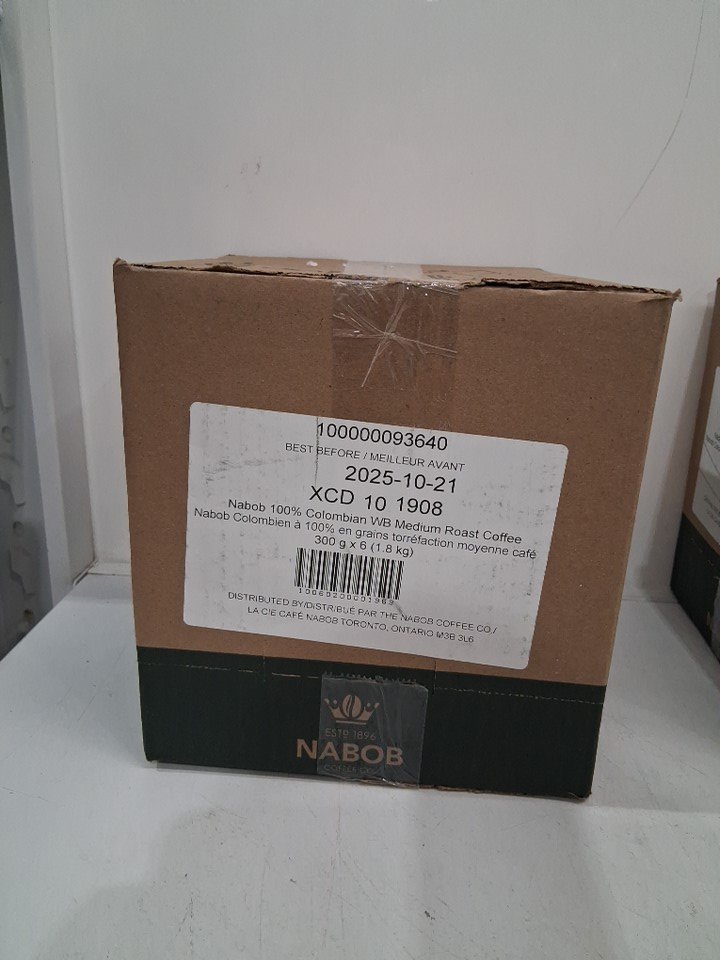 100000093640
BEST BEFORE / MEILLEUR AVANT
2025-10-21
XCD 10 1908
Nabob 100% Colombian WB Medium Roast Coffee
Nabob Colombien à 100% en grains torréfaction moyenne café
300 g x 6 (1.8 kg)
DISTRIBUTED BY/DISTRIBUÉ PAR THE NABOB COFFEE CO./
LA CIE CAFÉ NABOB TORONTO, ONTARIO M3B 3L6
ESTD 1896
NABOB
COFFEE CO.